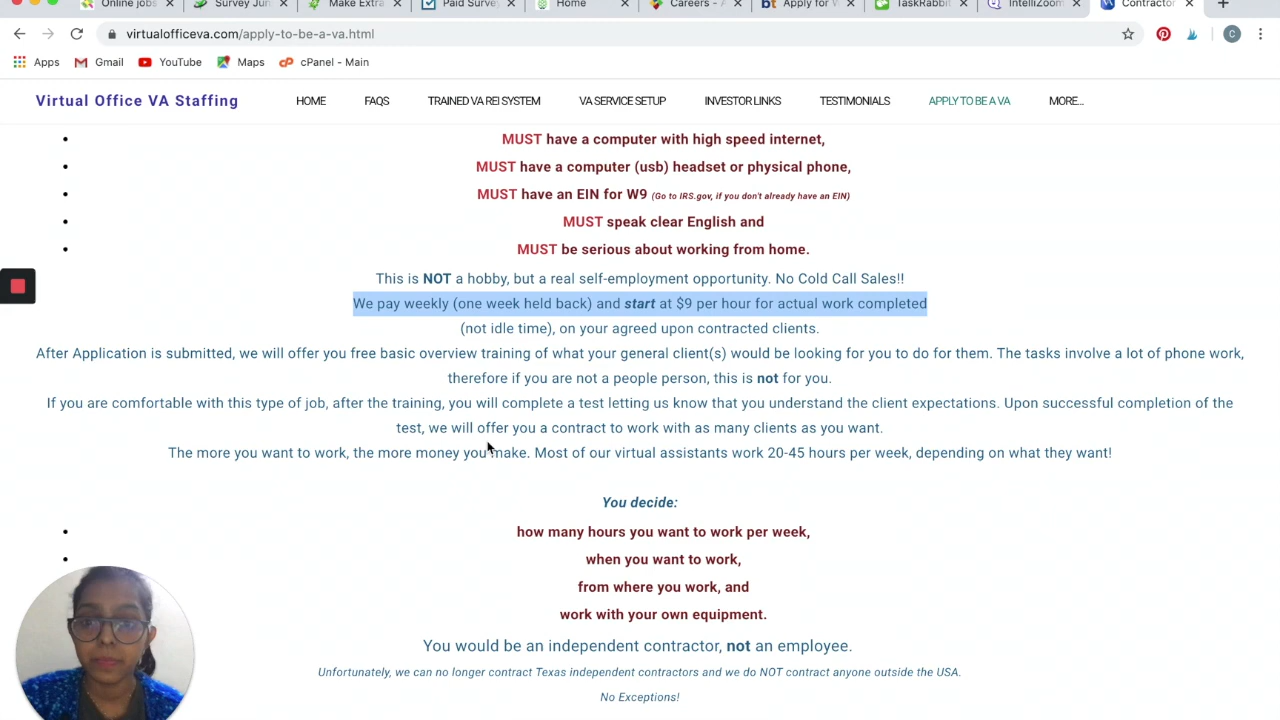 Online jobs
Survey Jun
Make Extra
Paid Surve
Home
Careers - A
Apply for W
TaskRabbit
IntelliZoom
Contractor
virtualofficeva.com/apply-to-be-a-va.html
C
Apps
Gmail
YouTube
Maps
cPanel - Main
Virtual Office VA Staffing
HOME
FAQS
TRAINED VA REI SYSTEM
VA SERVICE SETUP
INVESTOR LINKS
TESTIMONIALS
APPLY TO BE A VA
MORE...
MUST have a computer with high speed internet,
MUST have a computer (usb) headset or physical phone,
MUST have an EIN for W9 (Go to IRS.gov, if you don't already have an EIN)
MUST speak clear English and
MUST be serious about working from home.
This is NOT a hobby, but a real self-employment opportunity. No Cold Call Sales!!
We pay weekly (one week held back) and start at $9 per hour for actual work completed
(not idle time), on your agreed upon contracted clients.
After Application is submitted, we will offer you free basic overview training of what your general client(s) would be looking for you to do for them. The tasks involve a lot of phone work,
therefore if you are not a people person, this is not for you.
If you are comfortable with this type of job, after the training, you will complete a test letting us know that you understand the client expectations. Upon successful completion of the
test, we will offer you a contract to work with as many clients as you want.
The more you want to work, the more money you make. Most of our virtual assistants work 20-45 hours per week, depending on what they want!
You decide:
how many hours you want to work per week,
when you want to work,
from where you work, and
work with your own equipment.
You would be an independent contractor, not an employee.
Unfortunately, we can no longer contract Texas independent contractors and we do NOT contract anyone outside the USA.
No Exceptions!